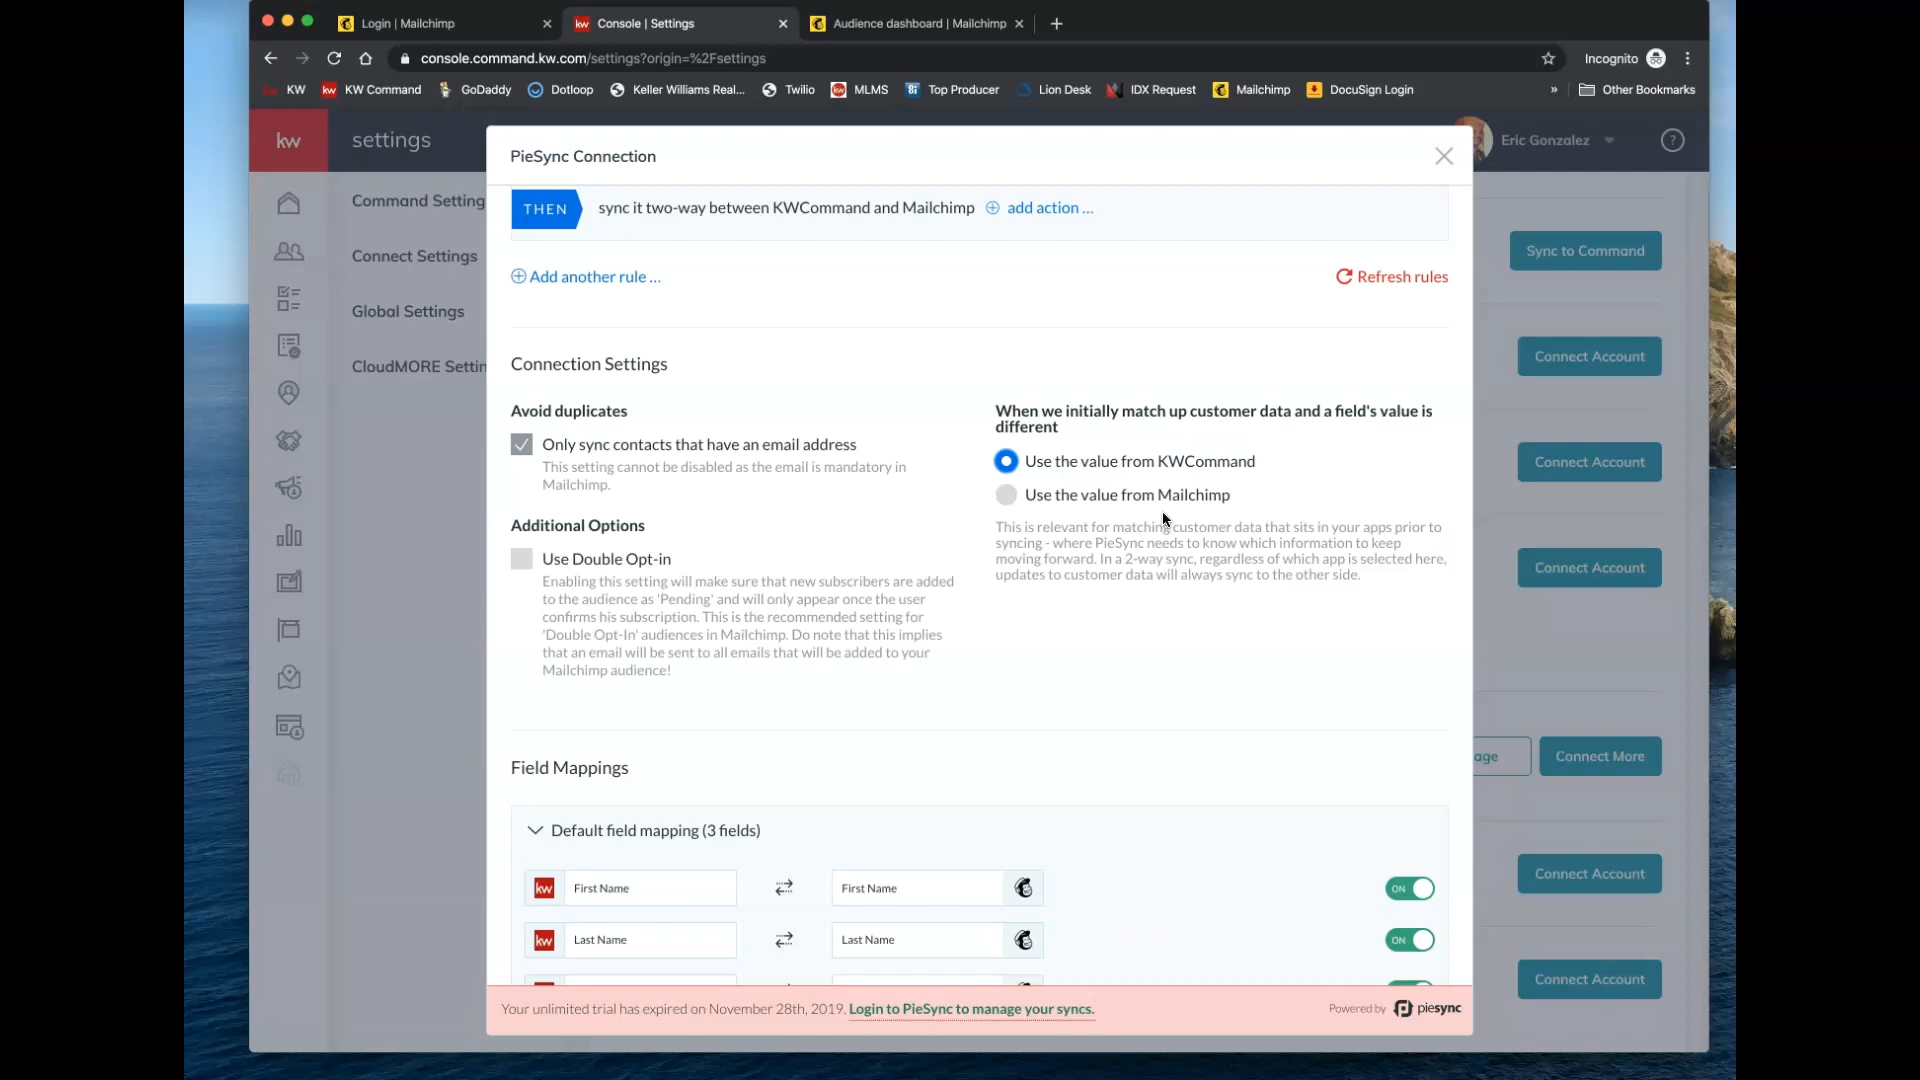 Login | Mailchimp
Console | Settings
Audience dashboard | Mailchimp
console.command.kw.com/settings?origin=%2Fsettings
Incognito
KW
KW Command
GoDaddy
Dotloop
Keller Williams Real...
Twilio
MLMS
Top Producer
Lion Desk
IDX Request
Mailchimp
DocuSign Login
»
Other Bookmarks
kw
settings
Eric Gonzalez
?
Command Setting
Connect Settings
Global Settings
CloudMORE Settin
Sync to Command
Connect Account
Connect Account
Connect Account
age
Connect More
Connect Account
Connect Account
PieSync Connection
THEN
sync it two-way between KWCommand and Mailchimp
add action ...
Add another rule ...
Refresh rules
Connection Settings
Avoid duplicates
Only sync contacts that have an email address
This setting cannot be disabled as the email is mandatory in
Mailchimp.
Additional Options
Use Double Opt-in
Enabling this setting will make sure that new subscribers are added
to the audience as 'Pending' and will only appear once the user
confirms his subscription. This is the recommended setting for
'Double Opt-In' audiences in Mailchimp. Do note that this implies
that an email will be sent to all emails that will be added to your
Mailchimp audience!
When we initially match up customer data and a field's value is
different
Use the value from KWCommand
Use the value from Mailchimp
This is relevant for matching customer data that sits in your apps prior to
syncing - where PieSync needs to know which information to keep
moving forward. In a 2-way sync, regardless of which app is selected here,
updates to customer data will always sync to the other side.
Field Mappings
Default field mapping (3 fields)
kw
First Name
First Name
ON
kw
Last Name
Last Name
ON
Your unlimited trial has expired on November 28th, 2019. Login to PieSync to manage your syncs.
Powered by
piesync